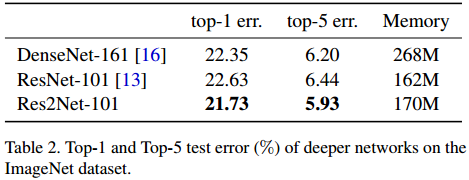 top-1 err. top-5 err. Memory
DenseNet-161 [16] 22.35 6.20 268M
ResNet-101 [13] 22.63 6.44 162M
Res2Net-101 21.73 5.93 170M
Table 2. Top-1 and Top-5 test error (%) of deeper networks on the
ImageNet dataset.